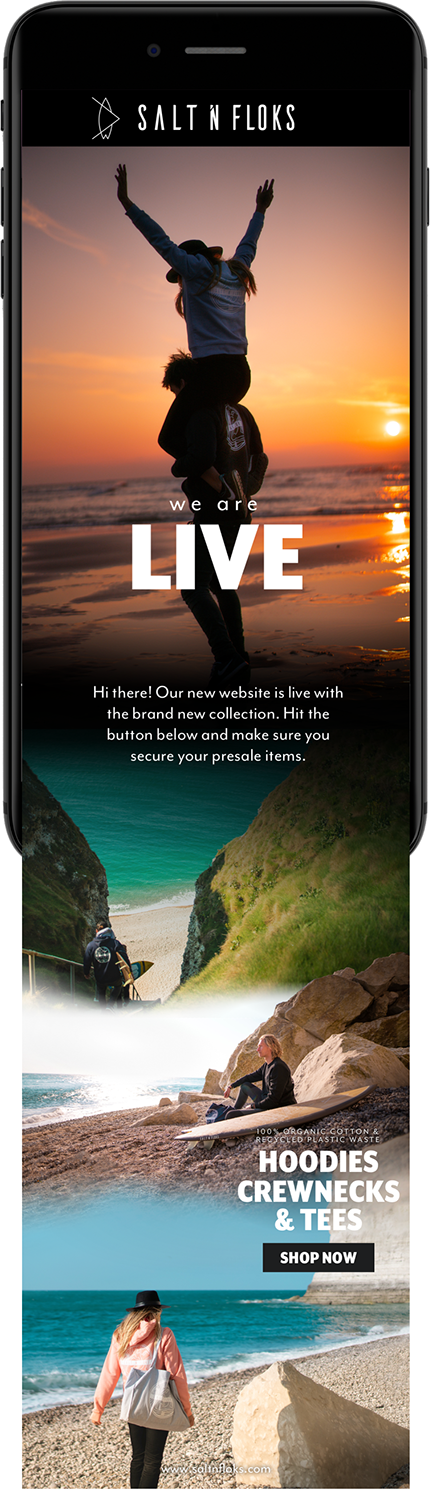 SALT 'N FLOKS
we are
LIVE
Hi there! Our new website is live with
the brand new collection. Hit the
button below and make sure you
secure your presale items.
100% ORGANIC COTTON &
RECYCLED PLASTIC WASTE
HOODIES
CREWNECKS
& TEES
SHOP NOW
www.saltnfloks.com